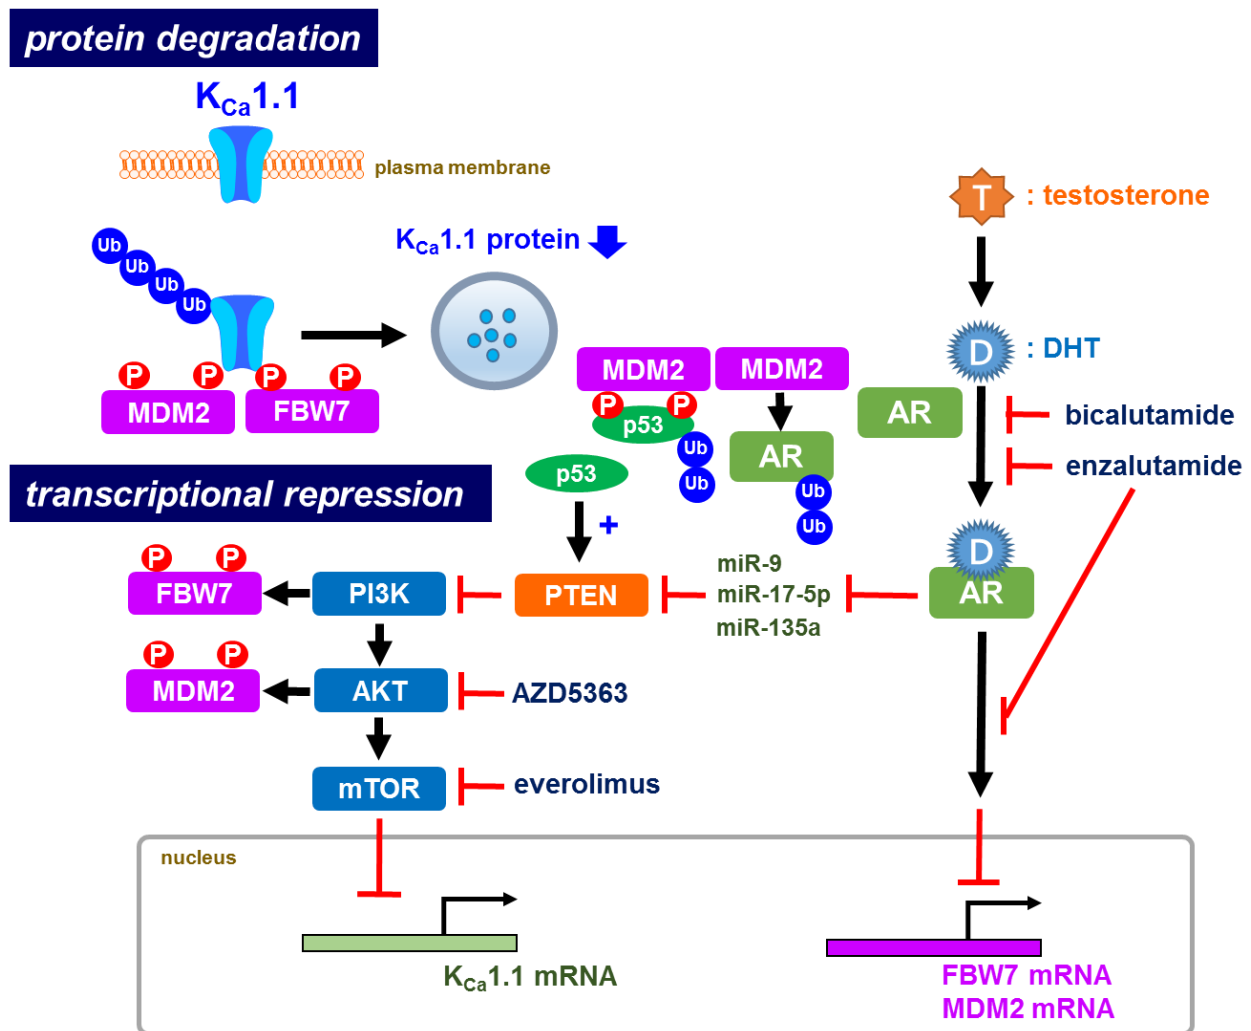 protein degradation
KCa1.1
plasma membrane
T : testosterone
Ub
Ub
Ub
Ub
KCa1.1 protein
D : DHT
P P P P
MDM2 FBW7
MDM2 MDM2
P P
p53
AR
bicalutamide
Ub
Ub
AR
Ub
Ub
enzalutamide
transcriptional repression
p53
+
D
AR
P P
FBW7
PI3K
PTEN
miR-9
miR-17-5p
miR-135a
P P
MDM2
AKT
AZD5363
mTOR
everolimus
nucleus
KCa1.1 mRNA
FBW7 mRNA
MDM2 mRNA